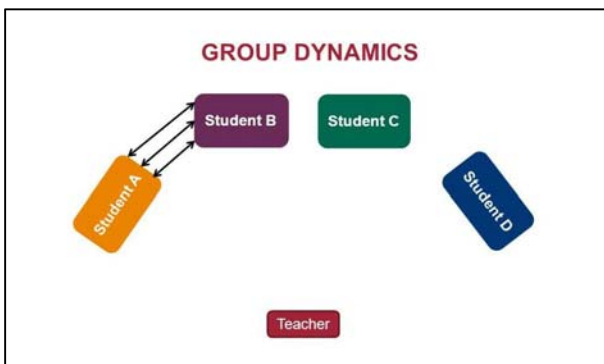 GROUP DYNAMICS
Student B
Student C
Student A
Student D
Teacher